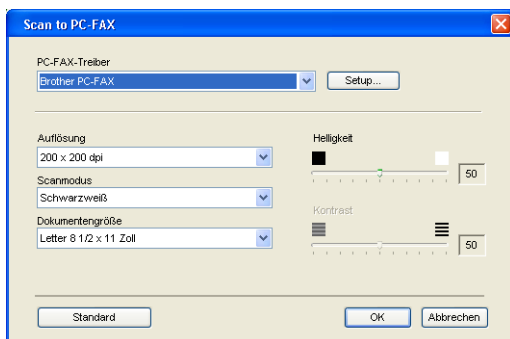 Scan to PC-FAX
PC-FAX-Treiber
Brother PC-FAX
Setup...
Auflösung
200 x 200 dpi
Scanmodus
Schwarzweiß
Dokumentengröße
Letter 8 1/2 x 11 Zoll
Helligkeit
50
Kontrast
50
Standard
OK
Abbrechen